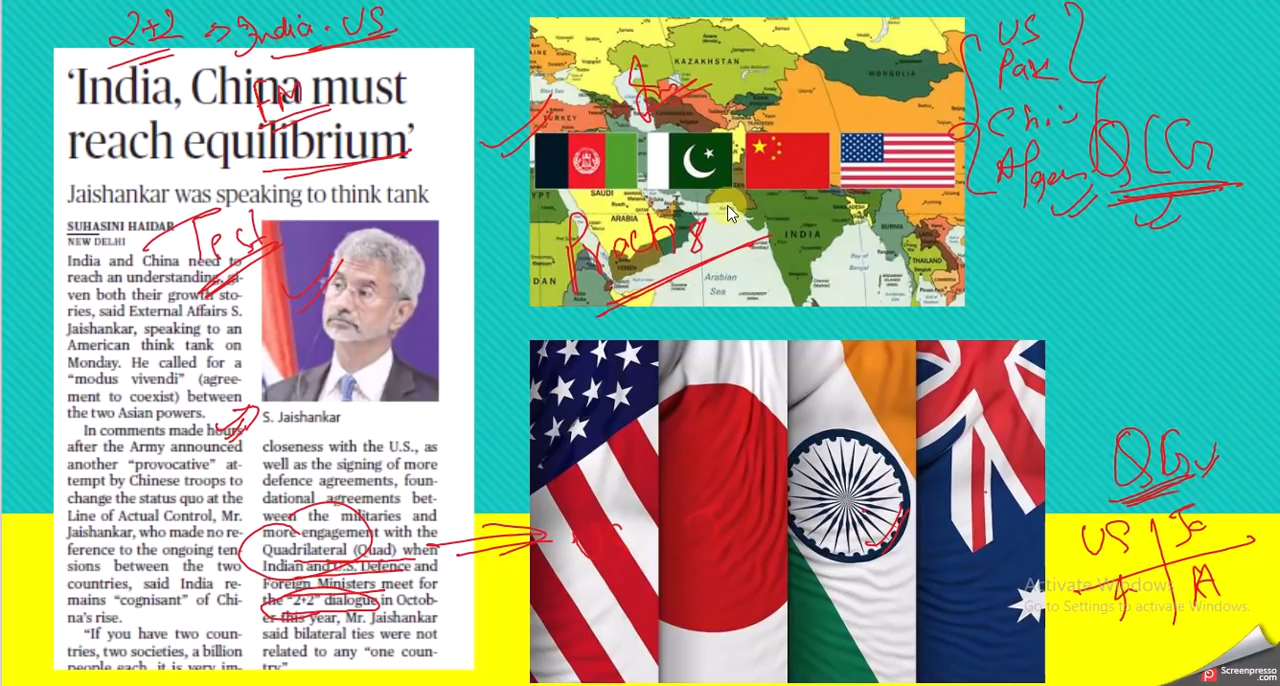 2+2 → India - US
'India, China must
reach equilibrium'
EM
Jaishankar was speaking to think tank
SUHASINI HAIDAR
NEW DELHI
Test
India and China need to
reach an understanding, gi-
ven both their growth sto-
ries, said External Affairs S.
Jaishankar, speaking to an
American think tank on
Monday. He called for a
"modus vivendi" (agree-
ment to coexist) between
the two Asian powers.
In comments made hours
after the Army announced
another "provocative" at-
tempt by Chinese troops to
change the status quo at the
Line of Actual Control, Mr.
Jaishankar, who made no re-
ference to the ongoing ten-
sions between the two
countries, said India re-
mains "cognisant" of Chi-
na's rise.
"If you have two coun-
tries, two societies, a billion
people each, it is very im-
S. Jaishankar
closeness with the U.S., as
well as the signing of more
defence agreements, foun-
dational agreements bet-
ween the militaries and
more engagement with the
Quadrilateral (Quad) when
Indian and U.S. Defence and
Foreign Ministers meet for
the "2+2" dialogue in Octob-
er this year, Mr. Jaishankar
said bilateral ties were not
related to any "one coun-
try"
KAZAKHSTAN
MONGOLIA
TURKEY
SAUDI
ARABIA
YEMEN
INDIA
BURMA
THAILAND
Arabian
Sea
Bay of
Bengal
US
Pak
QCG
US
A
Activate Windows
Go to Settings to activate Windows.
Screenpresso
.com